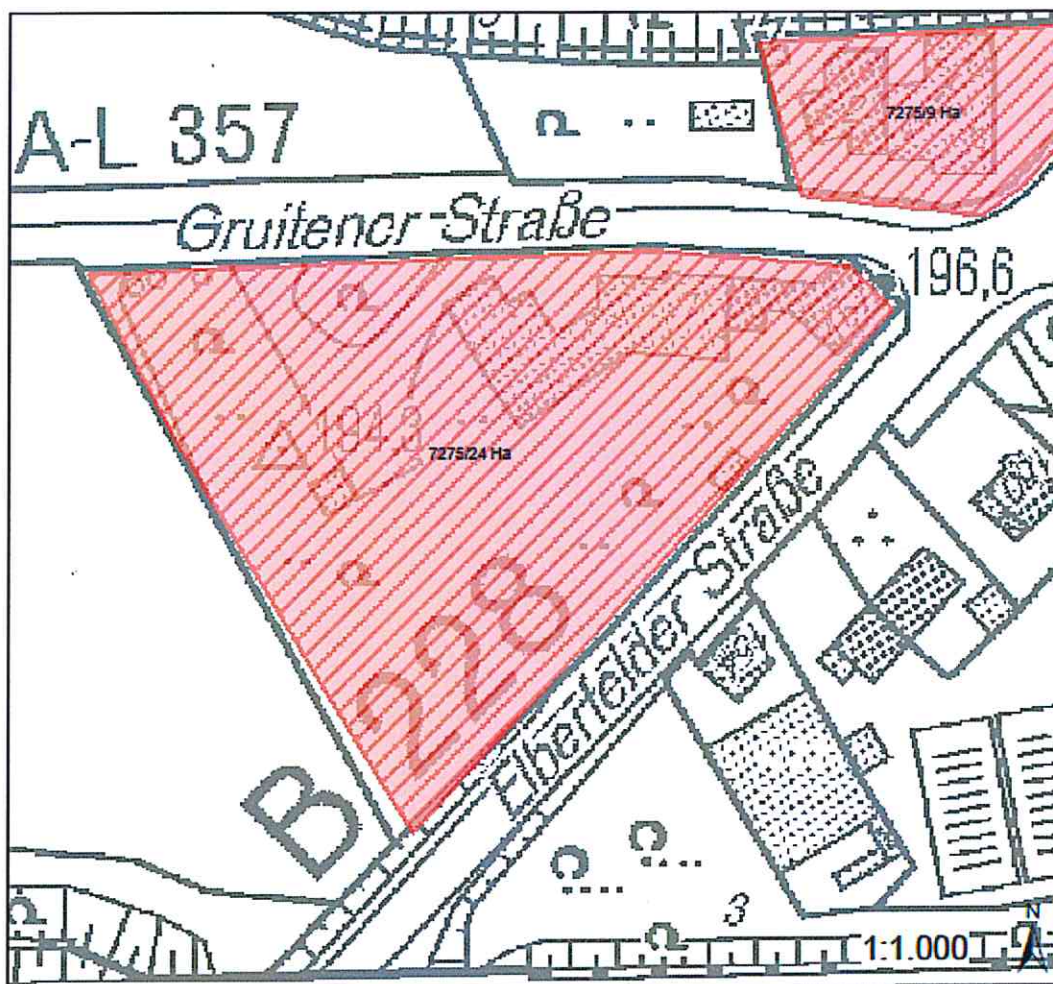 7275/9 Ha
A-L 357
Gruitener Straße
196,6
194,3
7275/24 Ha
B 228
Elberfelder Straße
3
1:1.000
N